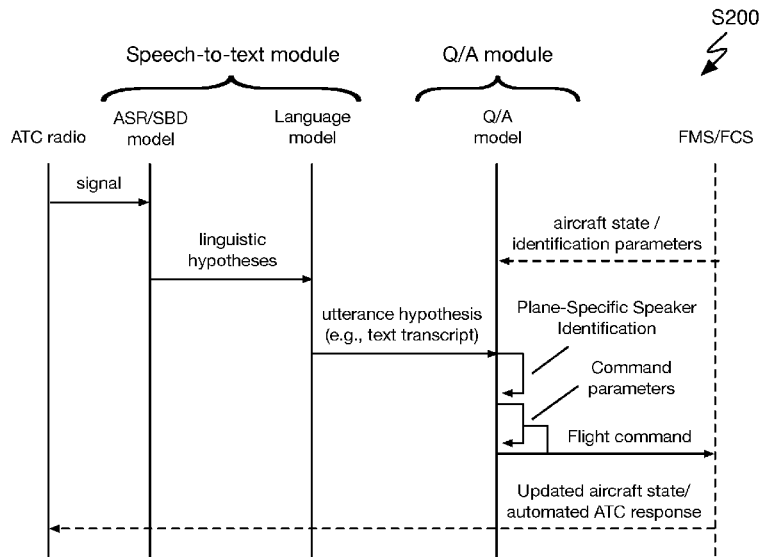 S200
Speech-to-text module
Q/A module
ATC radio
ASR/SBD
model
Language
model
Q/A
model
FMS/FCS
signal
aircraft state /
identification parameters
linguistic
hypotheses
utterance hypothesis
(e.g., text transcript)
Plane-Specific Speaker
Identification
Command
parameters
Flight command
Updated aircraft state/
automated ATC response